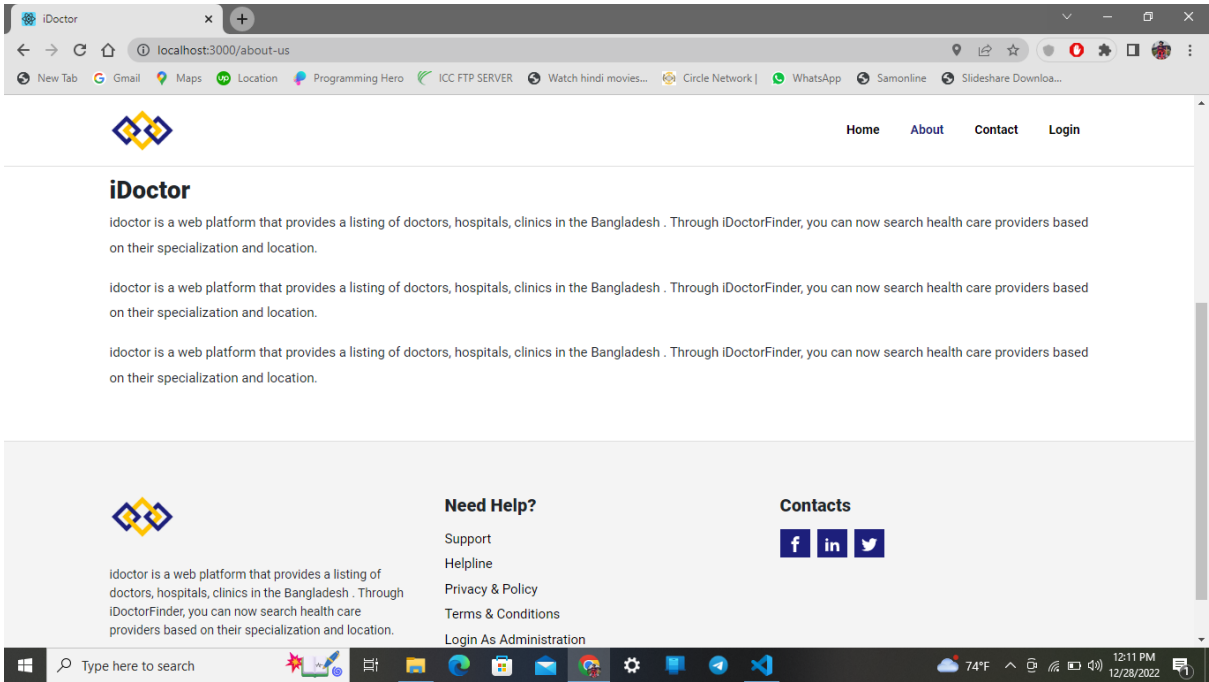 iDoctor
localhost:3000/about-us
New Tab Gmail Maps Location Programming Hero ICC FTP SERVER Watch hindi movies... Circle Network | WhatsApp Samonline Slideshare Downloa...
Home About Contact Login
iDoctor
idoctor is a web platform that provides a listing of doctors, hospitals, clinics in the Bangladesh . Through iDoctorFinder, you can now search health care providers based
on their specialization and location.
idoctor is a web platform that provides a listing of doctors, hospitals, clinics in the Bangladesh . Through iDoctorFinder, you can now search health care providers based
on their specialization and location.
idoctor is a web platform that provides a listing of doctors, hospitals, clinics in the Bangladesh . Through iDoctorFinder, you can now search health care providers based
on their specialization and location.
idoctor is a web platform that provides a listing of
doctors, hospitals, clinics in the Bangladesh . Through
iDoctorFinder, you can now search health care
providers based on their specialization and location.
Need Help?
Support
Helpline
Privacy & Policy
Terms & Conditions
Login As Administration
Contacts
f in
Type here to search
74°F
12:11 PM
12/28/2022
1